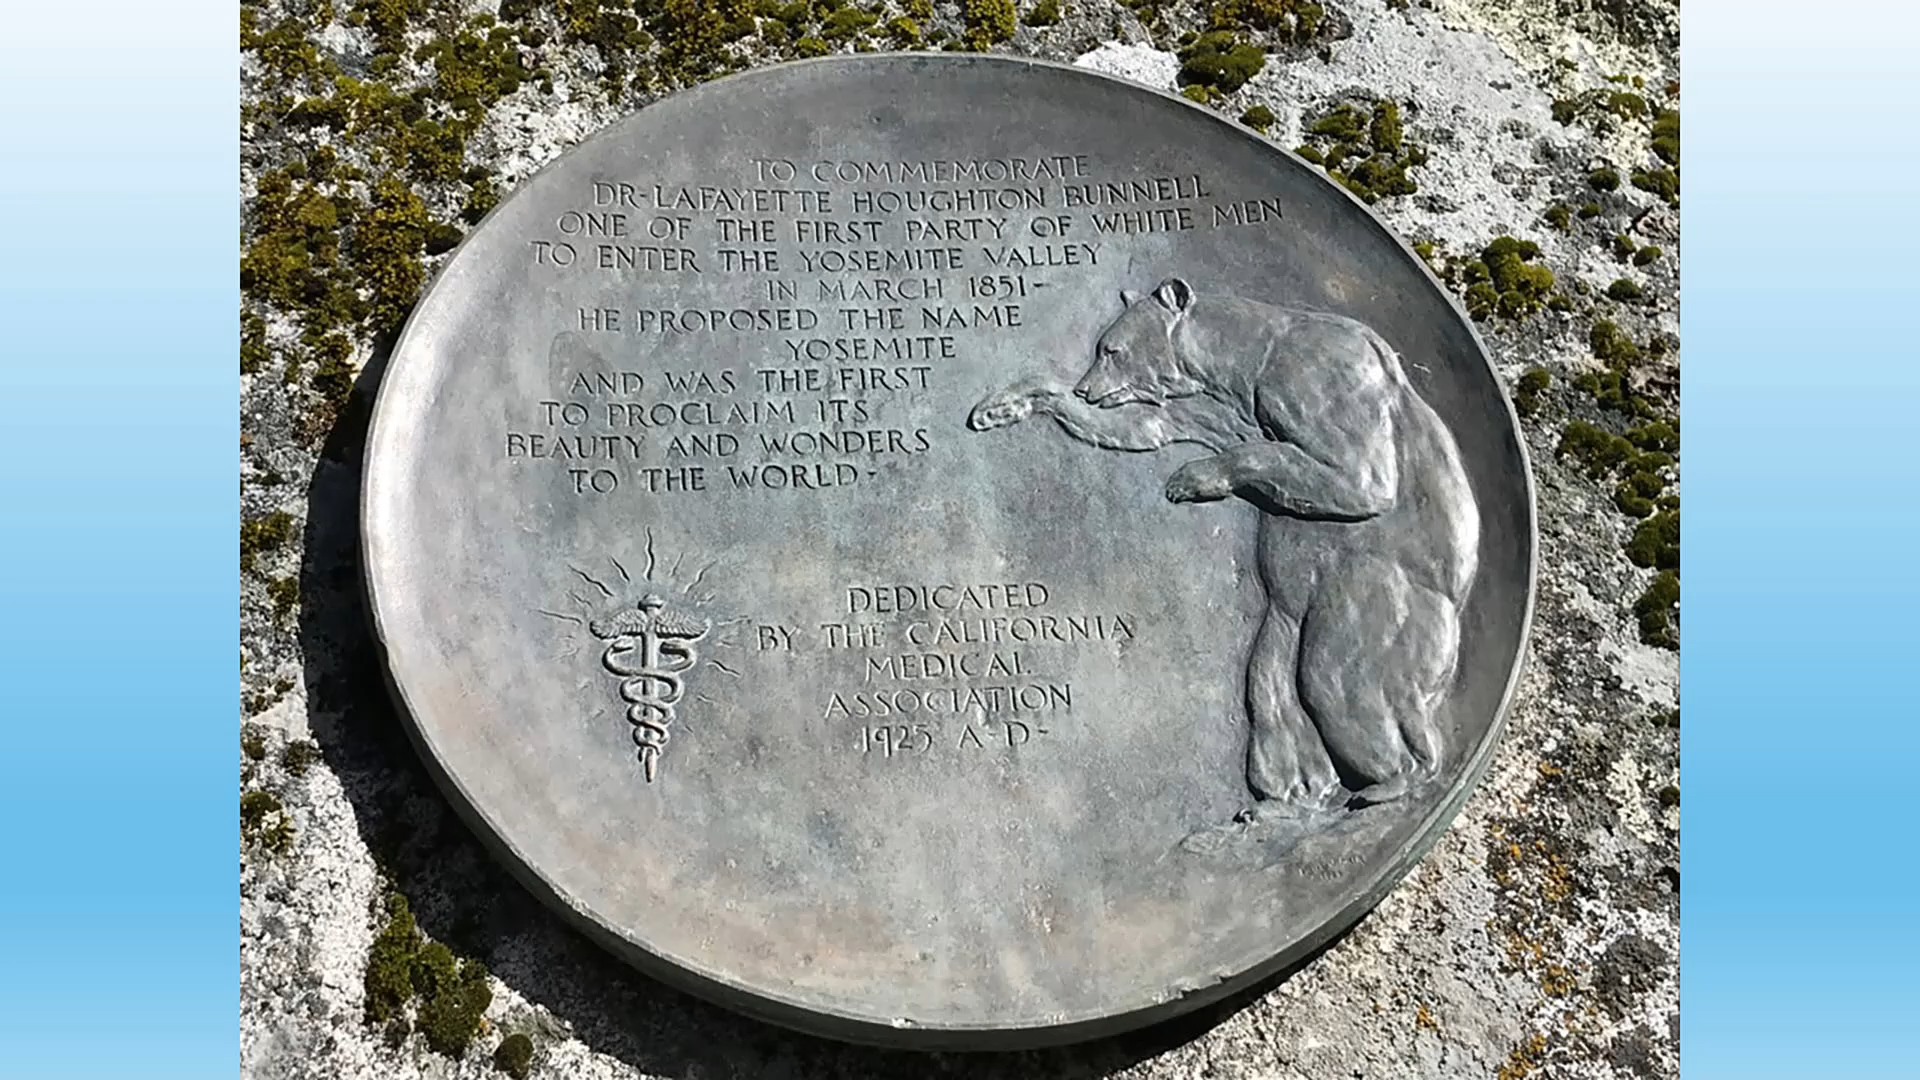 TO COMMEMORATE
DR-LAFAYETTE HOUGHTON BUNNELL
ONE OF THE FIRST PARTY OF WHITE MEN
TO ENTER THE YOSEMITE VALLEY
IN MARCH 1851-
HE PROPOSED THE NAME
YOSEMITE
AND WAS THE FIRST
TO PROCLAIM ITS
BEAUTY AND WONDERS
TO THE WORLD-
DEDICATED
BY THE CALIFORNIA
MEDICAL
ASSOCIATION
1925 A-D-